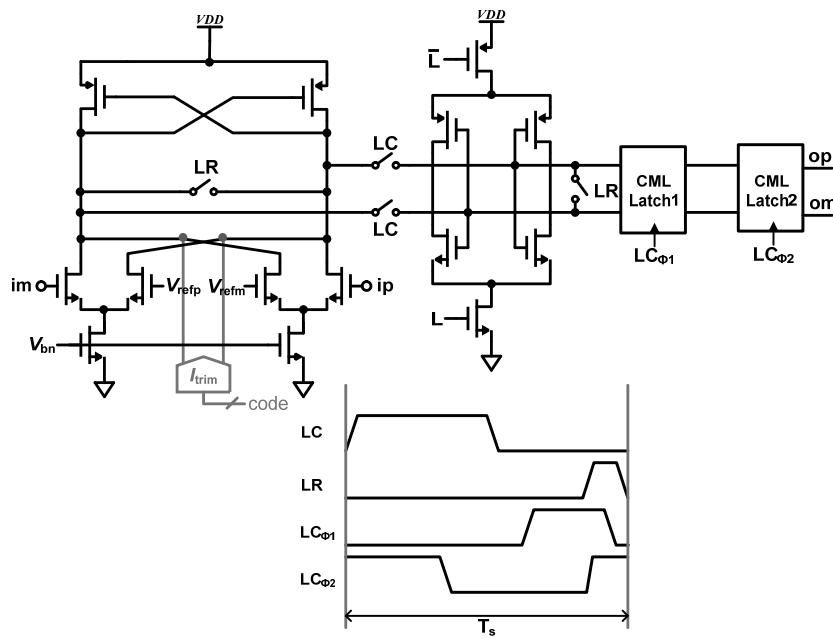 VDD
VDD
L̅
LC
LR
LR
LC
CML
Latch1
CML
Latch2
op
om
LCΦ1
LCΦ2
im
Vrefp
Vrefm
ip
L
Vbn
Itrim
code
LC
LR
LCΦ1
LCΦ2
Ts